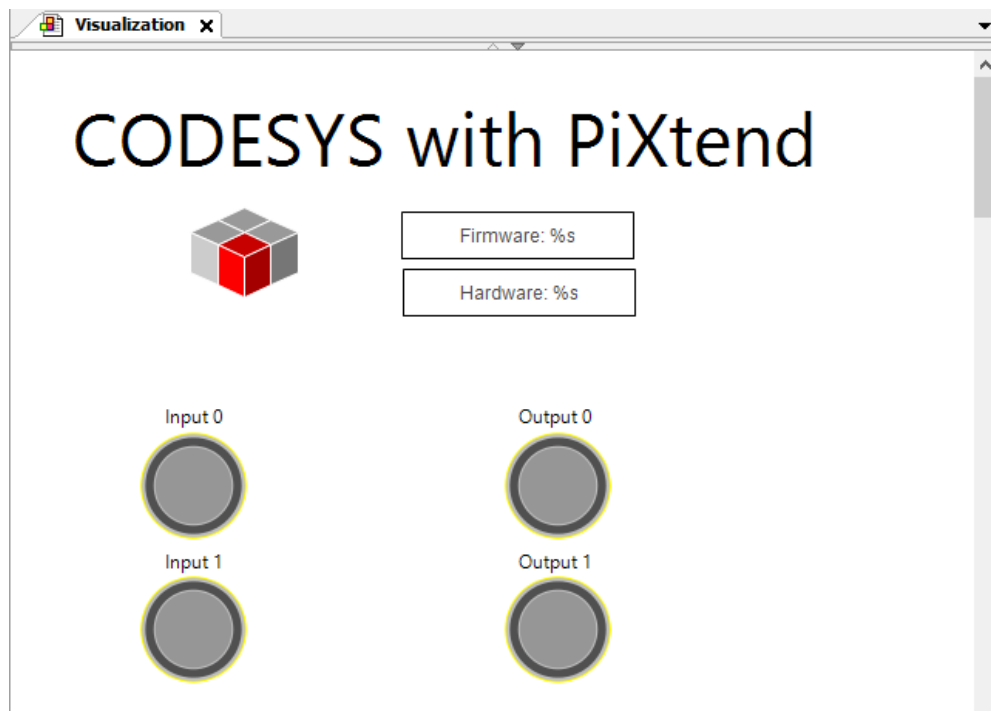 Visualization
CODESYS with PiXtend
Firmware: %s
Hardware: %s
Input 0
Output 0
Input 1
Output 1